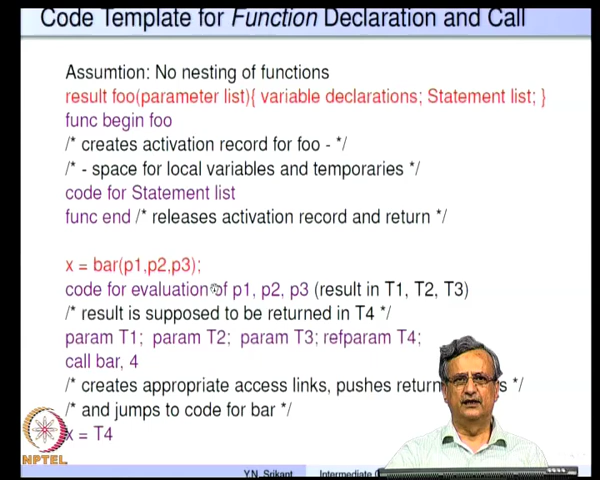 Code Template for Function Declaration and Call
Assumtion: No nesting of functions
result foo(parameter list){ variable declarations; Statement list; }
func begin foo
/* creates activation record for foo - */
/* - space for local variables and temporaries */
code for Statement list
func end /* releases activation record and return */
x = bar(p1,p2,p3);
code for evaluation of p1, p2, p3 (result in T1, T2, T3)
/* result is supposed to be returned in T4 */
param T1; param T2; param T3; refparam T4;
call bar, 4
/* creates appropriate access links, pushes return */
/* and jumps to code for bar */
x = T4
NPTEL
Y.N. Srikant Intermediate